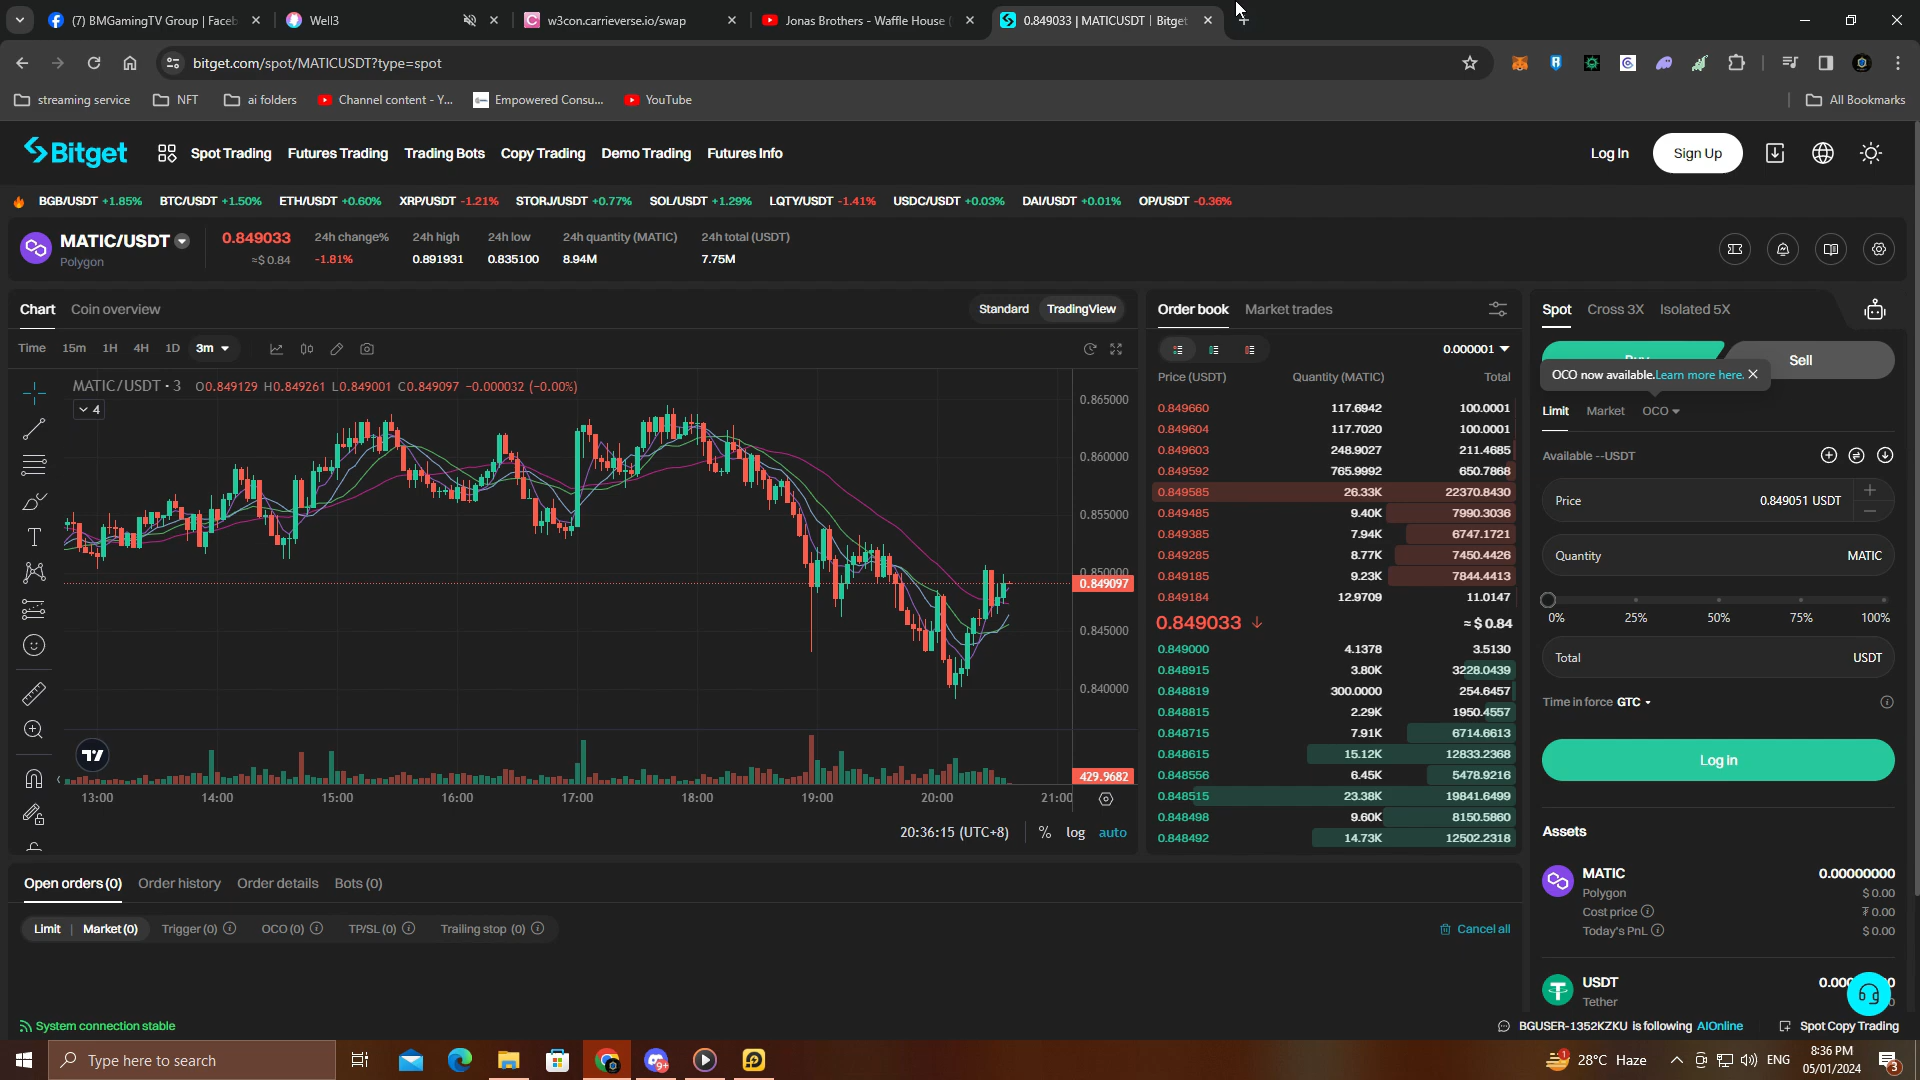 (7) BMGamingTV Group | Faceb
Well3
w3con.carrieverse.io/swap
Jonas Brothers - Waffle House (
0.849033 | MATICUSDT | Bitget
bitget.com/spot/MATICUSDT?type=spot
streaming service
NFT
ai folders
Channel content - Y...
Empowered Consu...
YouTube
All Bookmarks
Bitget
Spot Trading
Futures Trading
Trading Bots
Copy Trading
Demo Trading
Futures Info
Log In
Sign Up
BGB/USDT +1.85%
BTC/USDT +1.50%
ETH/USDT +0.60%
XRP/USDT -1.21%
STORJ/USDT +0.77%
SOL/USDT +1.29%
LQTY/USDT -1.41%
USDC/USDT +0.03%
DAI/USDT +0.01%
OP/USDT -0.36%
MATIC/USDT
Polygon
0.849033
≈$ 0.84
24h change%
-1.81%
24h high
0.891931
24h low
0.835100
24h quantity (MATIC)
8.94M
24h total (USDT)
7.75M
Chart
Coin overview
Standard
TradingView
Time
15m
1H
4H
1D
3m
MATIC/USDT · 3 O0.849129 H0.849261 L0.849001 C0.849097 -0.000032 (-0.00%)
4
0.865000
0.860000
0.855000
0.850000
0.849097
0.845000
0.840000
429.9682
13:00
14:00
15:00
16:00
17:00
18:00
19:00
20:00
21:00
20:36:15 (UTC+8)
%
log
auto
Order book
Market trades
0.000001
Price (USDT) Quantity (MATIC) Total
0.849660 117.6942 100.0001
0.849604 117.7020 100.0001
0.849603 248.9027 211.4685
0.849592 765.9992 650.7868
0.849585 26.33K 22370.8430
0.849485 9.40K 7990.3036
0.849385 7.94K 6747.1721
0.849285 8.77K 7450.4426
0.849185 9.23K 7844.4413
0.849184 12.9709 11.0147
0.849033 ↓ ≈ $ 0.84
0.849000 4.1378 3.5130
0.848915 3.80K 3228.0439
0.848819 300.0000 254.6457
0.848815 2.29K 1950.4557
0.848715 7.91K 6714.6613
0.848615 15.12K 12833.2368
0.848556 6.45K 5478.9216
0.848515 23.38K 19841.6499
0.848498 9.60K 8150.5860
0.848492 14.73K 12502.2318
Spot
Cross 3X
Isolated 5X
Sell
OCO now available.Learn more here.
Limit
Market
OCO
Available --USDT
Price 0.849051 USDT
Quantity MATIC
0% 25% 50% 75% 100%
Total USDT
Time in force GTC
Log In
Assets
MATIC 0.00000000
Polygon $ 0.00
Cost price ₮ 0.00
Today's PnL $ 0.00
USDT
Tether
Open orders (0)
Order history
Order details
Bots (0)
Limit | Market (0)
Trigger (0)
OCO (0)
TP/SL (0)
Trailing stop (0)
Cancel all
System connection stable
BGUSER-1352KZKU is following AIOnline
Spot Copy Trading
Type here to search
9+
1
28°C Haze
ENG
8:36 PM
05/01/2024
3